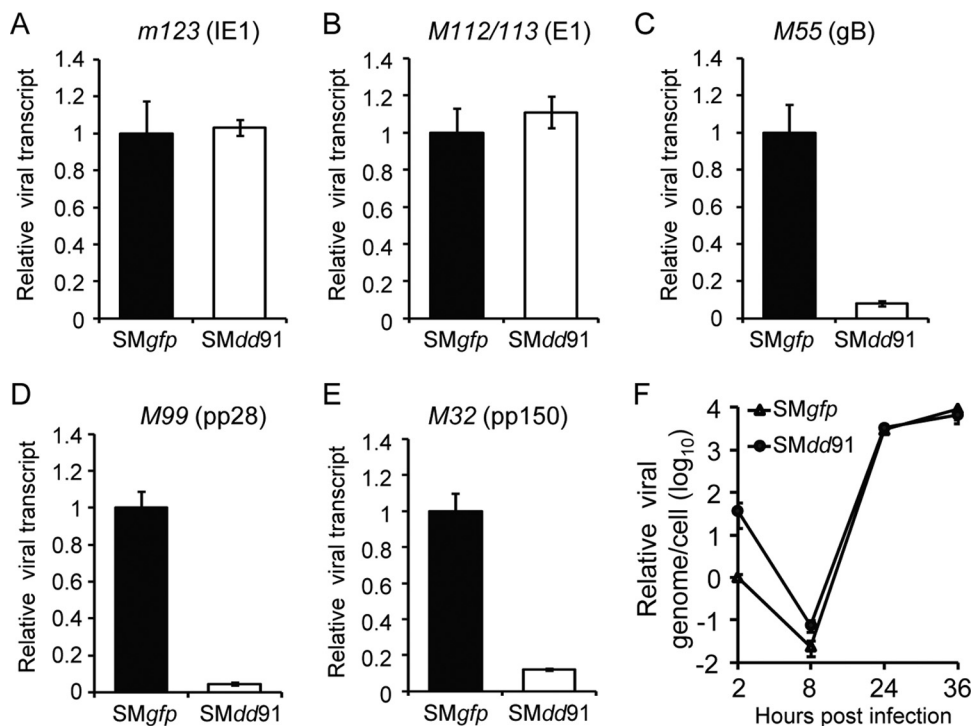 A
m123 (IE1)
Relative viral transcript
1.4
1.2
1
0.8
0.6
0.4
0.2
0
SMgfp
SMdd91
B
M112/113 (E1)
Relative viral transcript
1.4
1.2
1
0.8
0.6
0.4
0.2
0
SMgfp
SMdd91
C
M55 (gB)
Relative viral transcript
1.4
1.2
1
0.8
0.6
0.4
0.2
0
SMgfp
SMdd91
D
M99 (pp28)
Relative viral transcript
1.4
1.2
1
0.8
0.6
0.4
0.2
0
SMgfp
SMdd91
E
M32 (pp150)
Relative viral transcript
1.4
1.2
1
0.8
0.6
0.4
0.2
0
SMgfp
SMdd91
F
SMgfp
SMdd91
Relative viral
genome/cell (log10)
4
3
2
1
0
-1
-2
2
8
24
36
Hours post infection